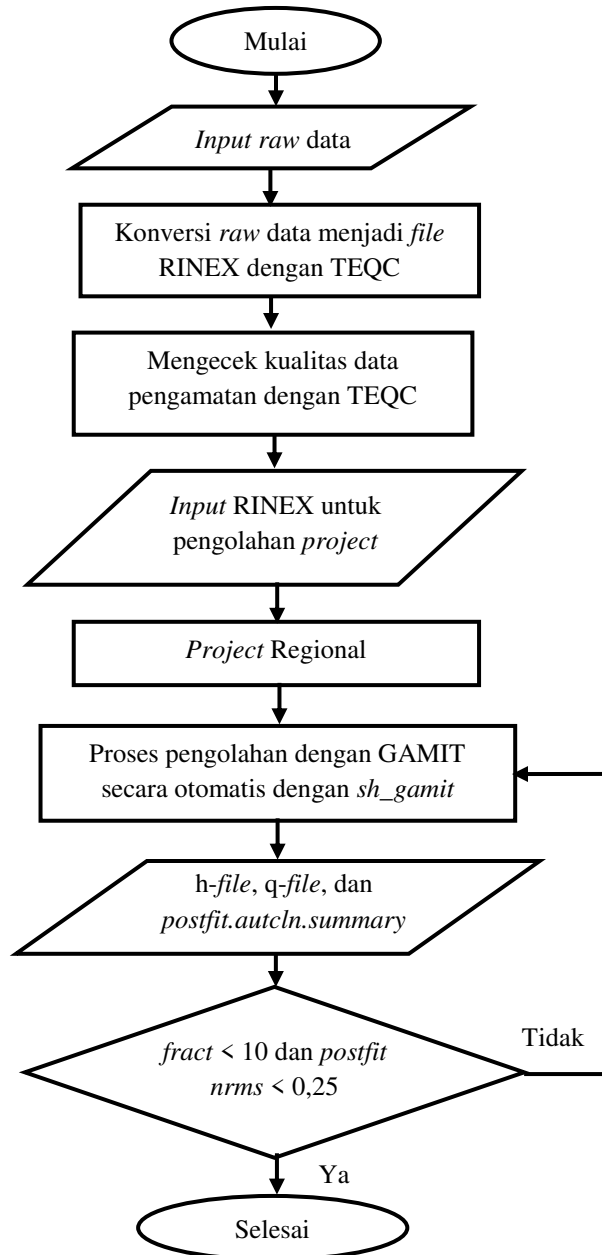 Mulai
Input raw data
Konversi raw data menjadi file
RINEX dengan TEQC
Mengecek kualitas data
pengamatan dengan TEQC
Input RINEX untuk
pengolahan project
Project Regional
Proses pengolahan dengan GAMIT
secara otomatis dengan sh_gamit
h-file, q-file, dan
postfit.autcln.summary
fract < 10 dan postfit
nrms < 0,25
Tidak
Ya
Selesai